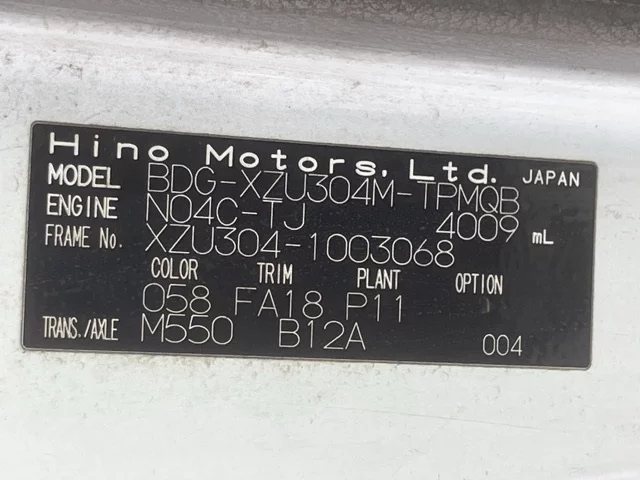 Hino Motors, Ltd. JAPAN
MODEL BDG-XZU304M-TPMQB
ENGINE N04C-TJ 4009 mL
FRAME No. XZU304-1003068
COLOR TRIM PLANT OPTION
058 FA18 P11
TRANS./AXLE M550 B12A 004